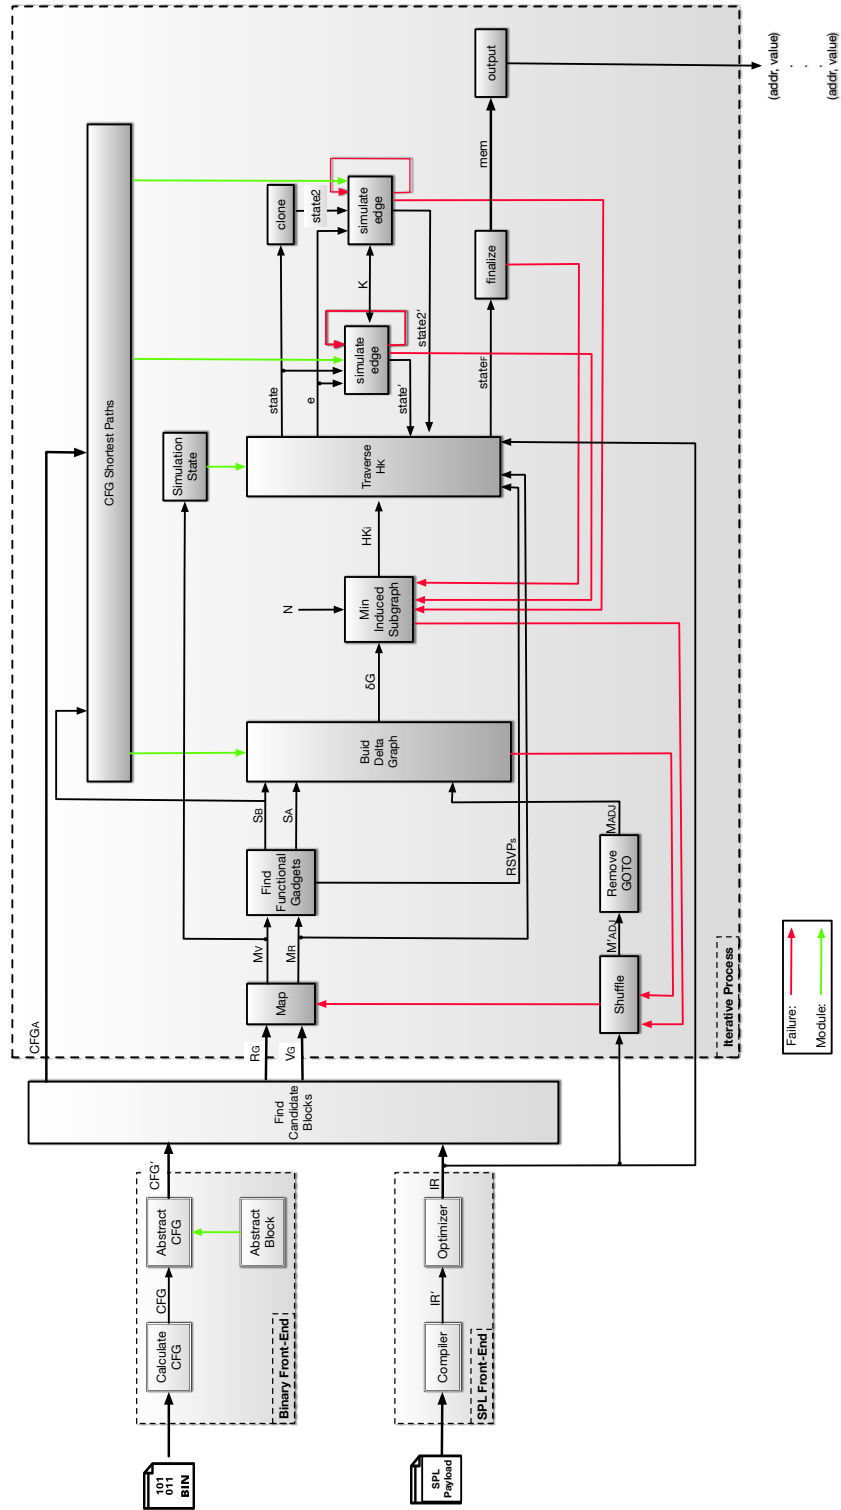 101
011
BIN
SPL
Payload
Calculate
CFG
CFG
Abstract
CFG
Abstract
Block
CFG'
Binary Front-End
Compiler
IR'
Optimizer
IR
SPL Front-End
Find
Candidate
Blocks
CFGA
RG
VG
Map
MV
MR
Find
Functional
Gadgets
SB
SA
RSVPs
Shuffle
M'ADJ
Remove
GOTO
MADJ
Buid
Delta
Graph
δG
N
Min
Induced
Subgraph
HKi
Simulation
State
CFG Shortest Paths
Traverse
HK
state
e
state'
state2'
stateF
simulate
edge
K
clone
state2
simulate
edge
finalize
mem
output
(addr, value)
.
.
.
(addr, value)
Iterative Process
Failure:
Module: